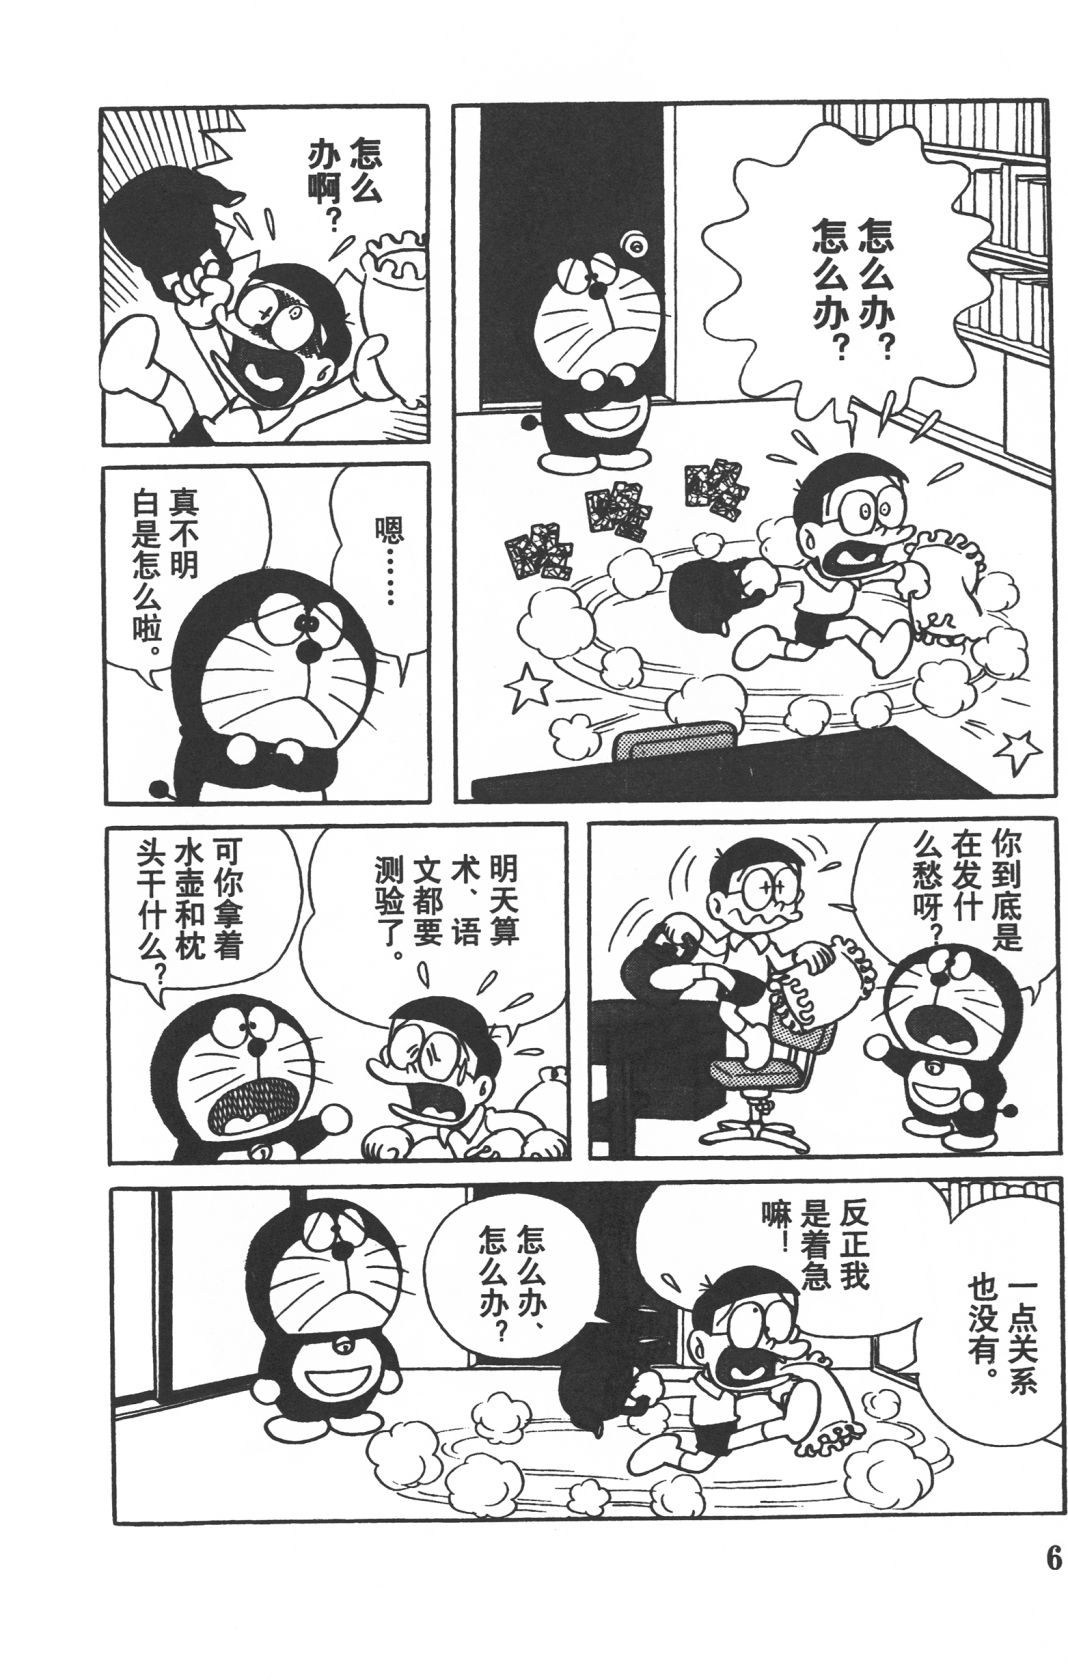 怎么办？
怎么办？
怎么
办啊？
嗯……
真不明
白是怎么啦。
你到底是
在发什
么愁呀？
明天算
术、语
文都要
测验了。
可你拿着
水壶和枕
头干什么？
一点关系
也没有。
反正我
是着急
嘛！
怎么办、
怎么办？
6